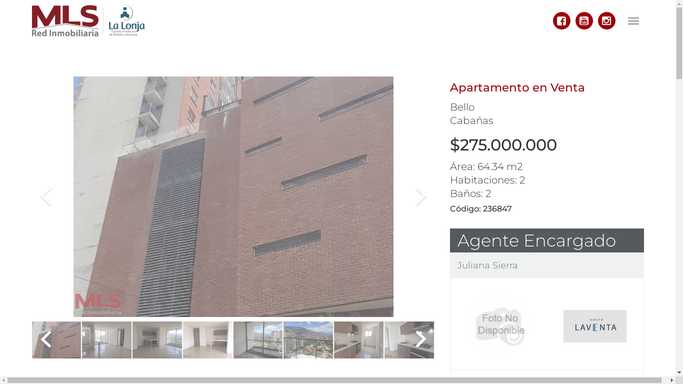 MLS
Red Inmobiliaria
La Lonja
Apartamento en Venta
Bello
Cabañas
$275.000.000
Área: 64.34 m2
Habitaciones: 2
Baños: 2
Código: 236847
MLS
Agente Encargado
Juliana Sierra
Foto No
Disponible
LAVENTA